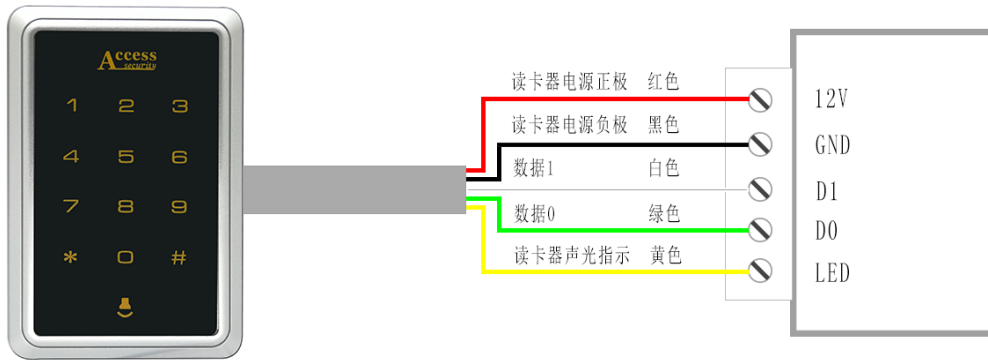 Access
security
1 2 3
4 5 6
7 8 9
* 0 #
读卡器电源正极 红色
读卡器电源负极 黑色
数据1 白色
数据0 绿色
读卡器声光指示 黄色
12V
GND
D1
D0
LED